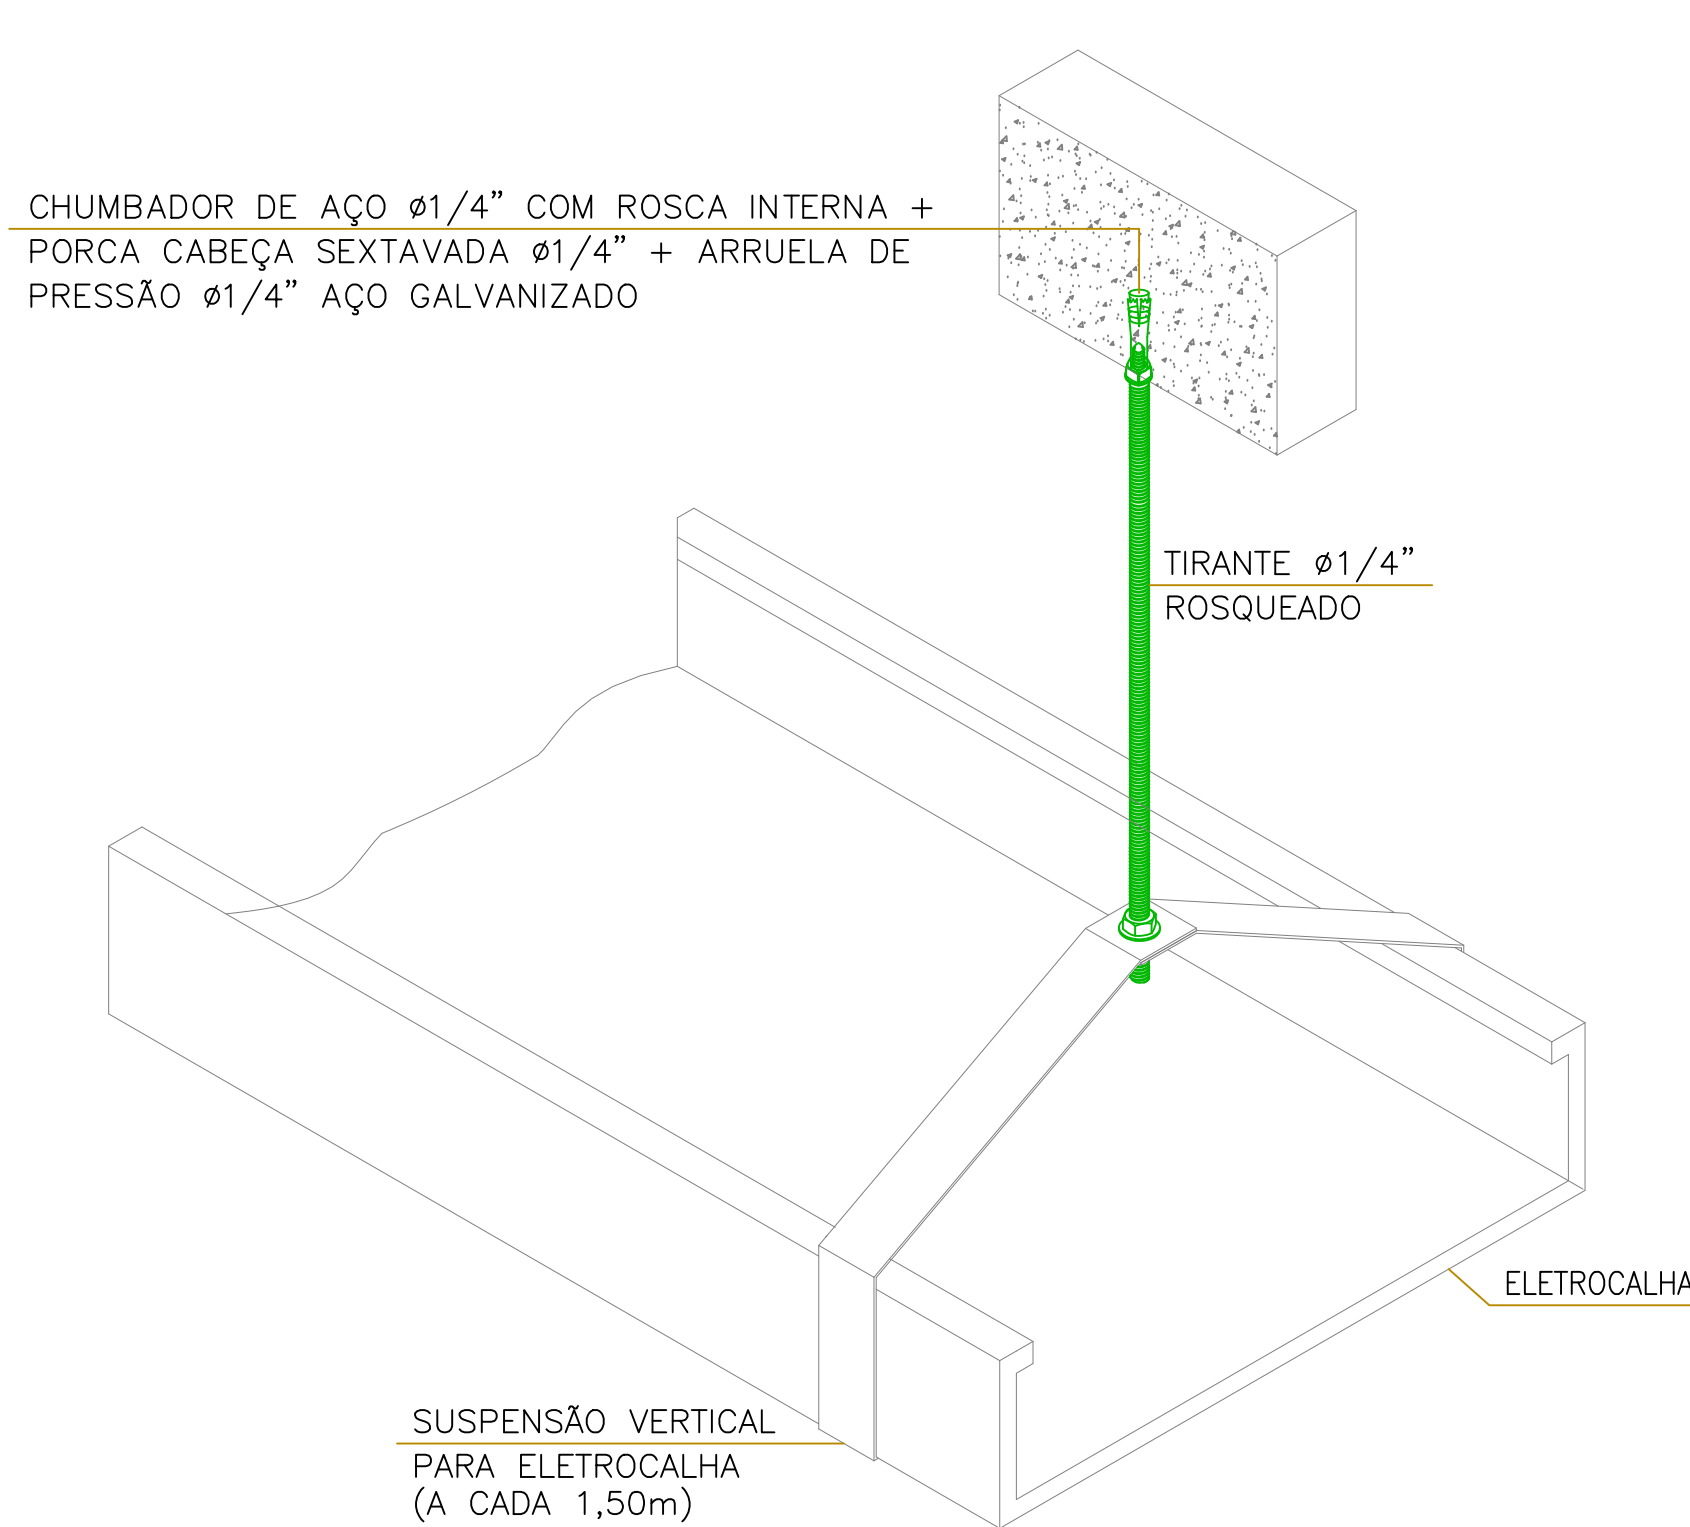 CHUMBADOR DE AÇO ø1/4” COM ROSCA INTERNA +
PORCA CABEÇA SEXTAVADA ø1/4” + ARRUELA DE
PRESSÃO ø1/4” AÇO GALVANIZADO
TIRANTE ø1/4”
ROSQUEADO
ELETROCALHA
SUSPENSÃO VERTICAL
PARA ELETROCALHA
(A CADA 1,50m)